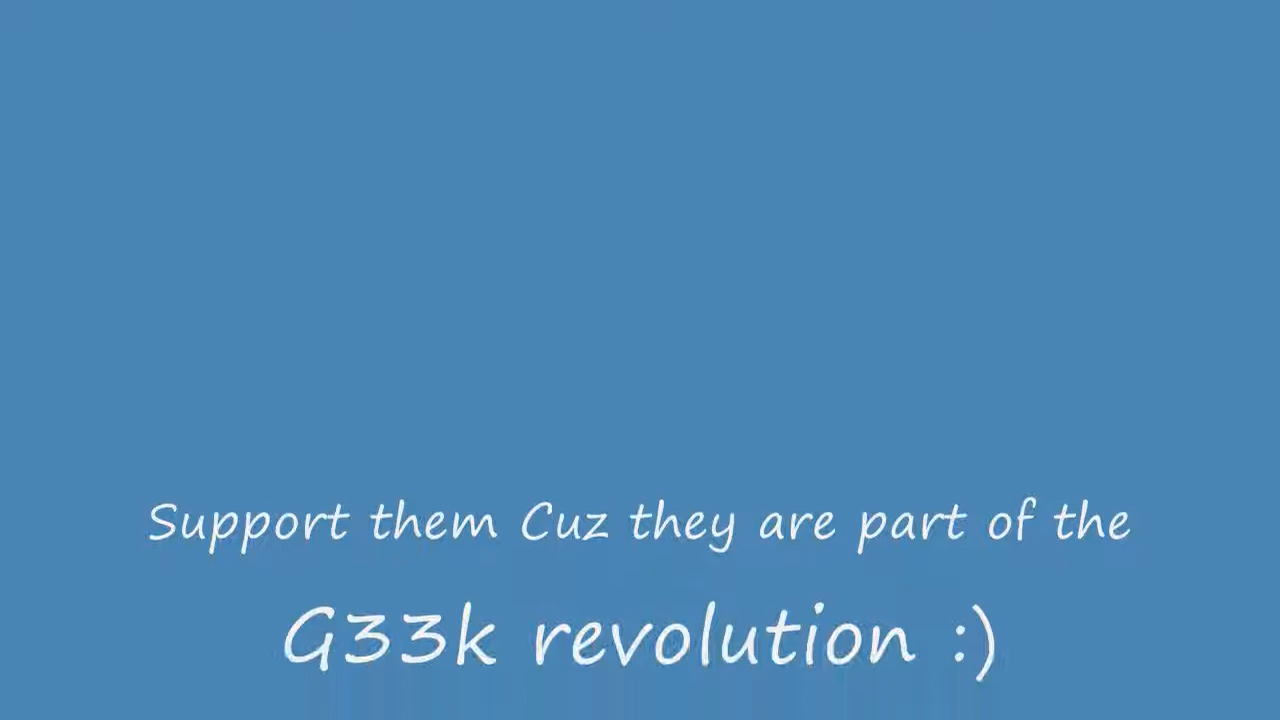 Support them Cuz they are part of the
G33k revolution :)